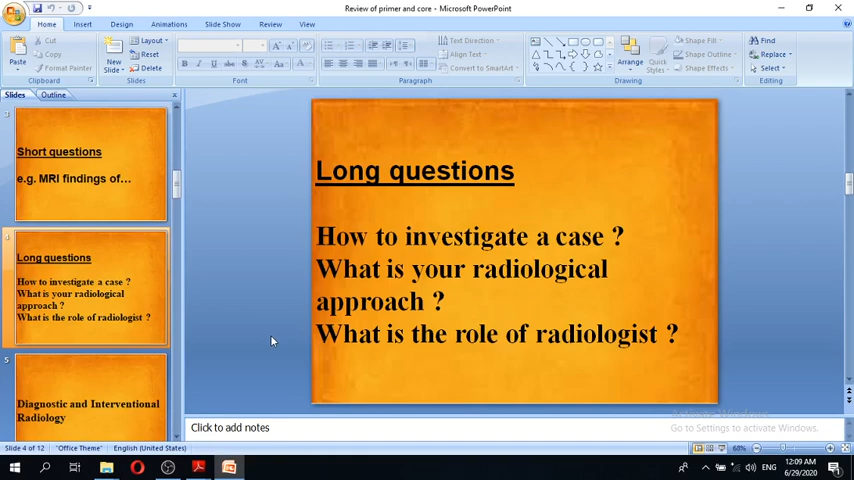 Review of primer and core - Microsoft PowerPoint
Home Insert Design Animations Slide Show Review View
Cut
Copy
Format Painter
Paste
Clipboard
New
Slide
Layout
Reset
Delete
Slides
Font
Text Direction
Align Text
Convert to SmartArt
Paragraph
Arrange
Quick
Styles
Shape Fill
Shape Outline
Shape Effects
Drawing
Find
Replace
Select
Editing
Slides Outline
3
Short questions
e.g. MRI findings of...
4
Long questions
How to investigate a case ?
What is your radiological
approach ?
What is the role of radiologist ?
5
Diagnostic and Interventional
Radiology
Long questions
How to investigate a case ?
What is your radiological
approach ?
What is the role of radiologist ?
Click to add notes
Activate Windows
Go to Settings to activate Windows.
Slide 4 of 12 "Office Theme" English (United States) 68%
ENG
12:09 AM
6/29/2020